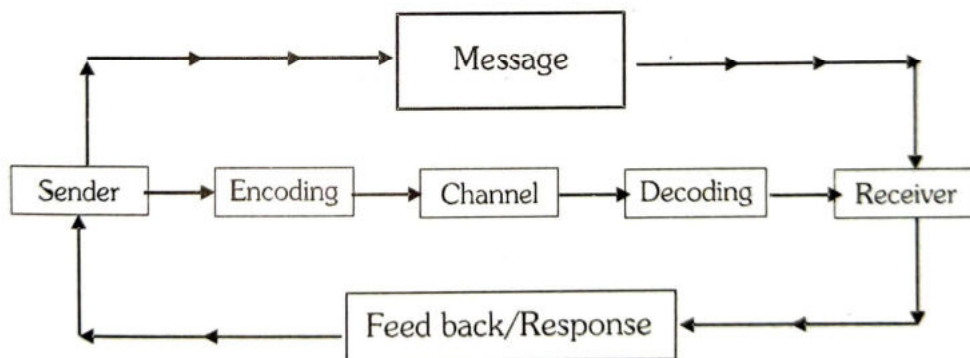 Message
Sender
Encoding
Channel
Decoding
Receiver
Feed back/Response